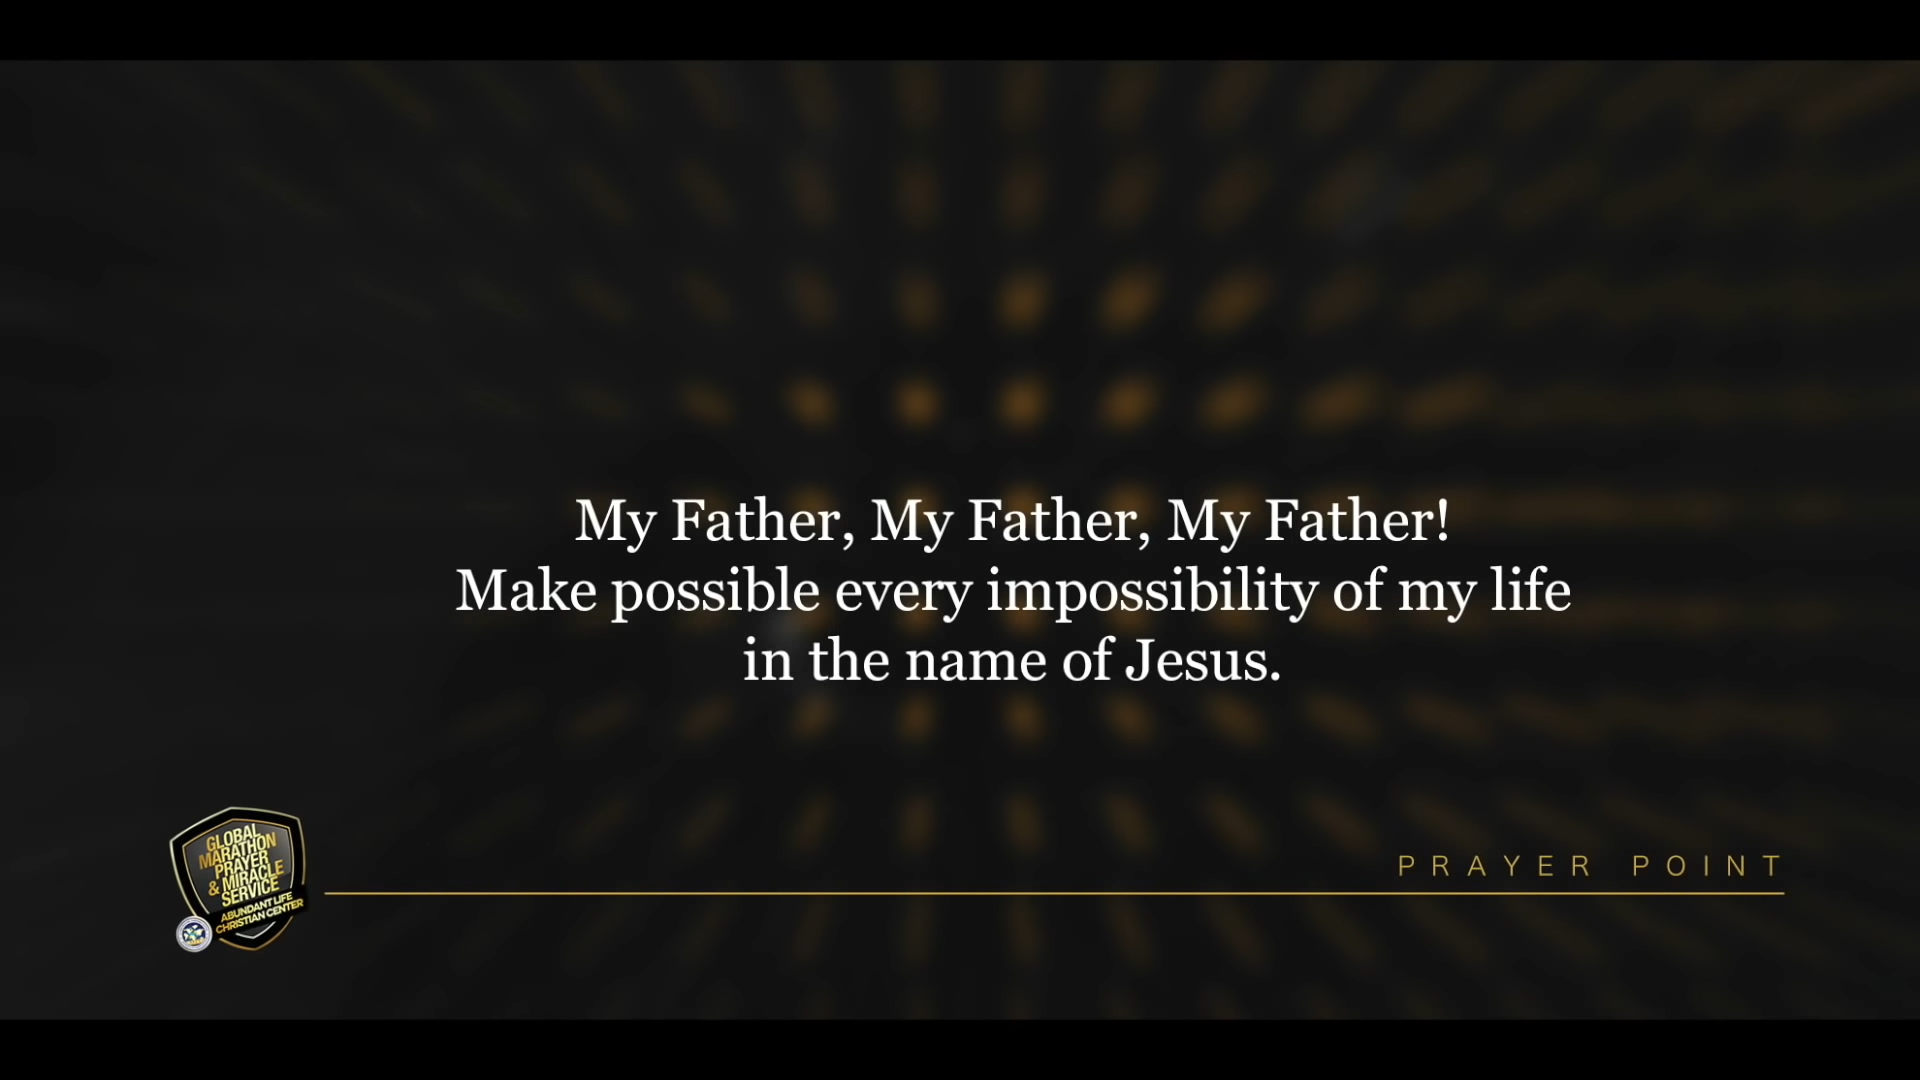 My Father, My Father, My Father!
Make possible every impossibility of my life
in the name of Jesus.
PRAYER POINT
GLOBAL
MARATHON
PRAYER
& MIRACLE
SERVICE
ABUNDANT LIFE
CHRISTIAN CENTER